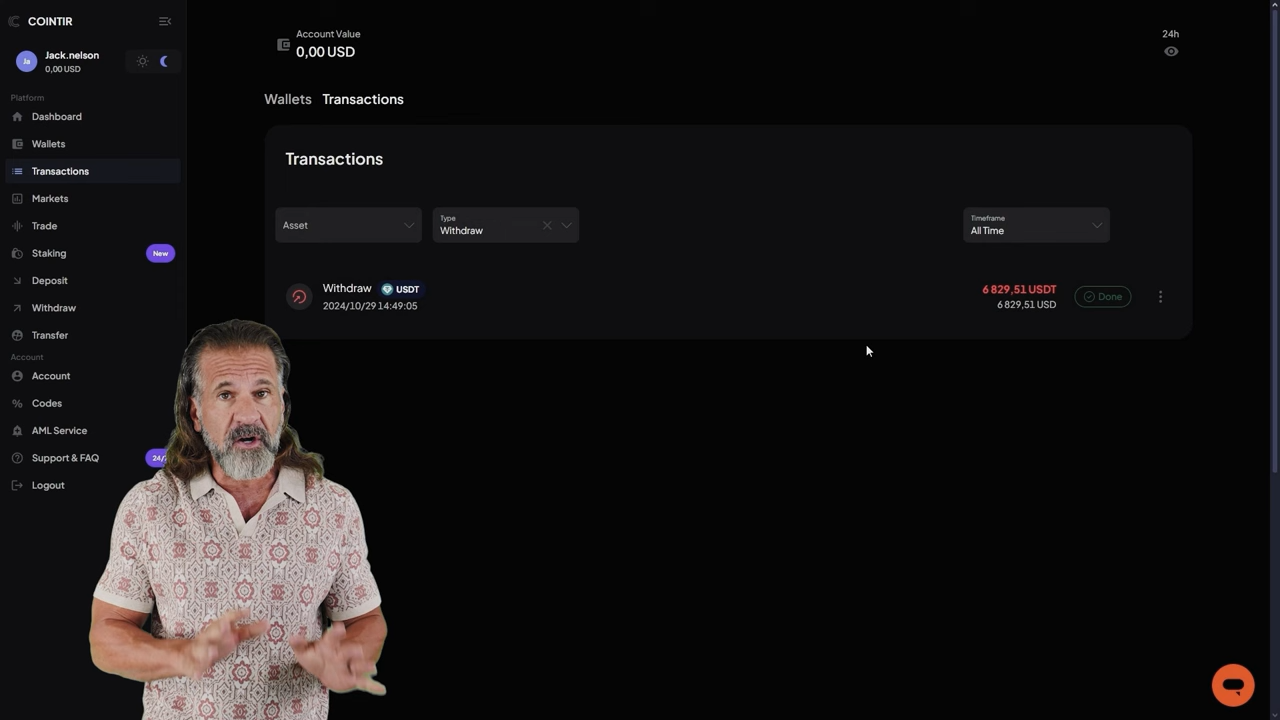 COINTIR
Jack.nelson
Ja
0,00 USD
Platform
Dashboard
Wallets
Transactions
Markets
Trade
Staking
New
Deposit
Withdraw
Transfer
Account
Account
Codes
AML Service
Support & FAQ
Logout
Account Value
0,00 USD
24h
Wallets Transactions
Transactions
Asset
Type
Withdraw
Timeframe
All Time
Withdraw USDT
2024/10/29 14:49:05
6 829,51 USDT
6 829,51 USD
Done